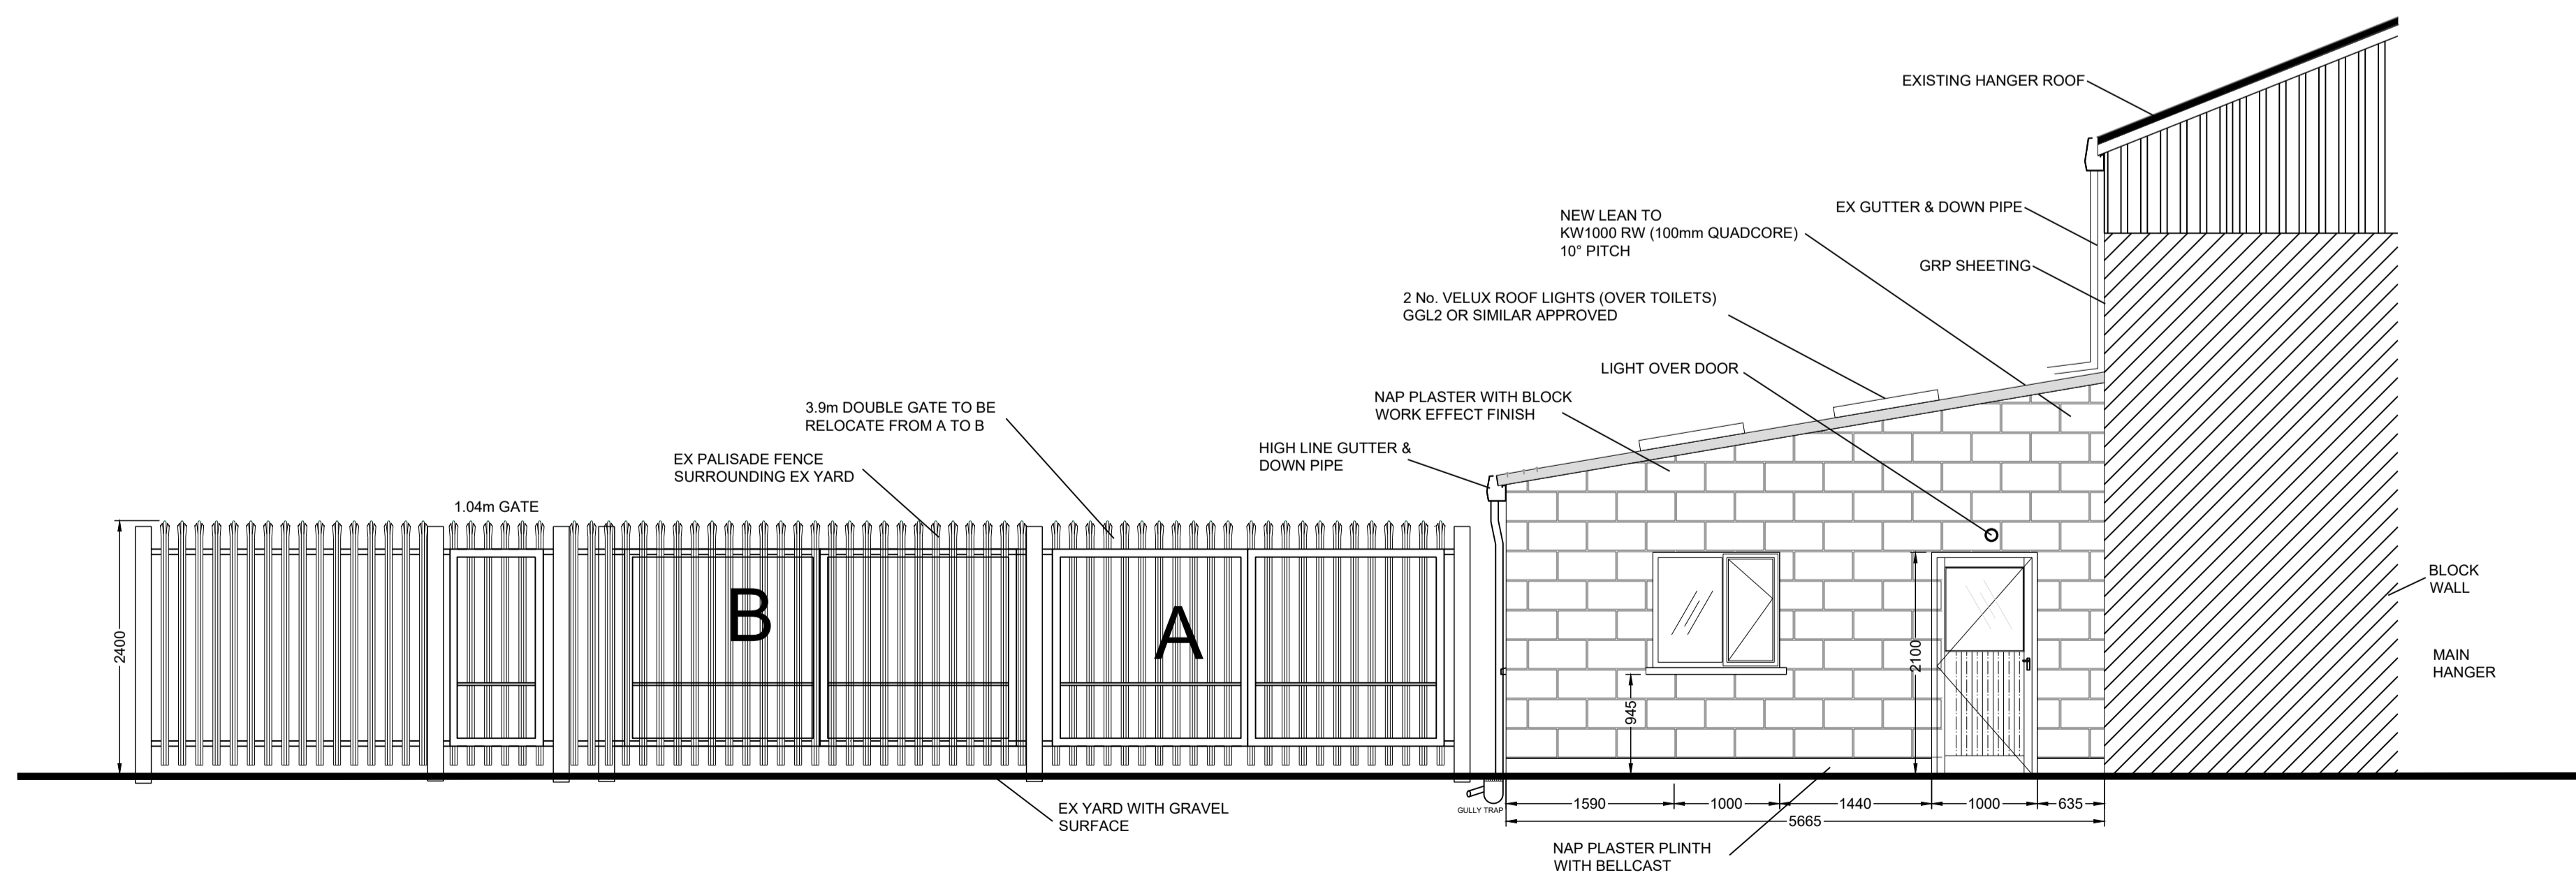 EXISTING HANGER ROOF
NEW LEAN TO
KW1000 RW (100mm QUADCORE)
10° PITCH
EX GUTTER & DOWN PIPE
GRP SHEETING
2 No. VELUX ROOF LIGHTS (OVER TOILETS)
GGL2 OR SIMILAR APPROVED
LIGHT OVER DOOR
NAP PLASTER WITH BLOCK
WORK EFFECT FINISH
3.9m DOUBLE GATE TO BE
RELOCATE FROM A TO B
HIGH LINE GUTTER &
DOWN PIPE
EX PALISADE FENCE
SURROUNDING EX YARD
1.04m GATE
2400
B
A
945
2100
BLOCK
WALL
MAIN
HANGER
EX YARD WITH GRAVEL
SURFACE
GULLY TRAP
1590
1000
1440
1000
635
5665
NAP PLASTER PLINTH
WITH BELLCAST